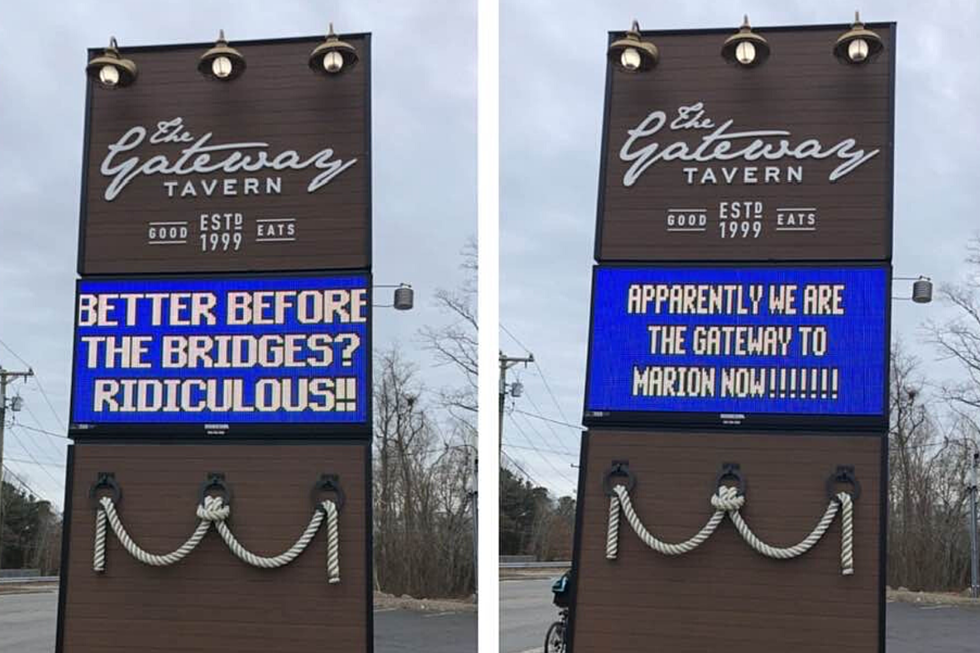 The
Gateway
TAVERN
GOOD ESTD EATS
1999
BETTER BEFORE
THE BRIDGES?
RIDICULOUS!!
The
Gateway
TAVERN
GOOD ESTD EATS
1999
APPARENTLY WE ARE
THE GATEWAY TO
MARION NOW!!!!!!!